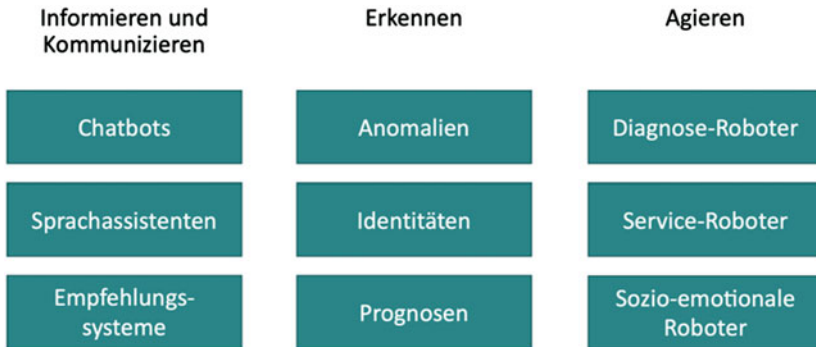 Informieren und
Kommunizieren
Erkennen
Agieren
Chatbots
Anomalien
Diagnose-Roboter
Sprachassistenten
Identitäten
Service-Roboter
Empfehlungs-
systeme
Prognosen
Sozio-emotionale
Roboter